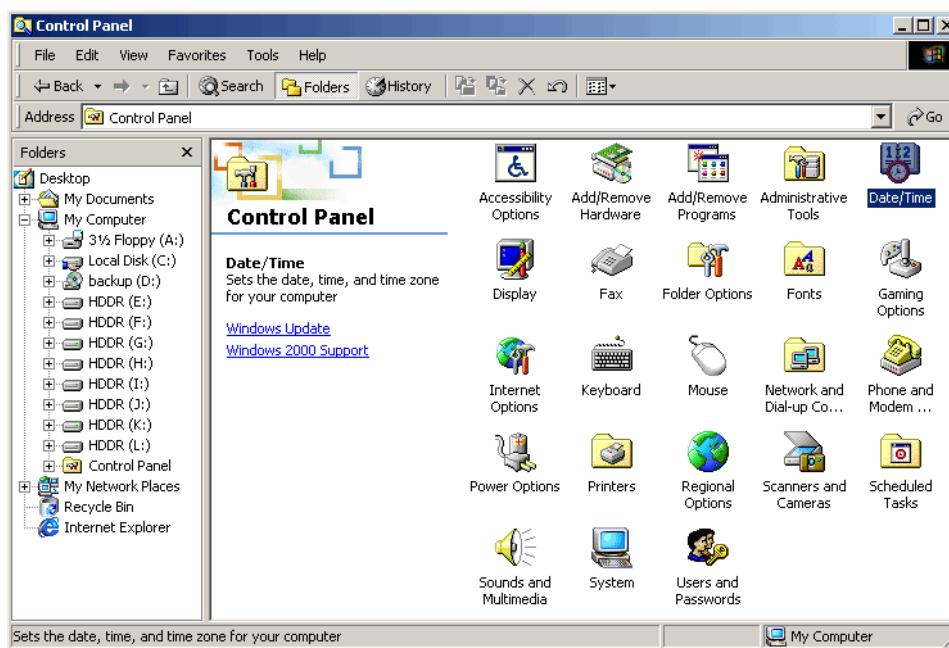 Control Panel
File Edit View Favorites Tools Help
Back Search Folders History
Address Control Panel Go
Folders
Desktop
My Documents
My Computer
3½ Floppy (A:)
Local Disk (C:)
backup (D:)
HDDR (E:)
HDDR (F:)
HDDR (G:)
HDDR (H:)
HDDR (I:)
HDDR (J:)
HDDR (K:)
HDDR (L:)
Control Panel
My Network Places
Recycle Bin
Internet Explorer
Control Panel
Date/Time
Sets the date, time, and time zone
for your computer
Windows Update
Windows 2000 Support
Accessibility
Options
Add/Remove
Hardware
Add/Remove
Programs
Administrative
Tools
Date/Time
Display
Fax
Folder Options
Fonts
Gaming
Options
Internet
Options
Keyboard
Mouse
Network and
Dial-up Co...
Phone and
Modem ...
Power Options
Printers
Regional
Options
Scanners and
Cameras
Scheduled
Tasks
Sounds and
Multimedia
System
Users and
Passwords
Sets the date, time, and time zone for your computer
My Computer